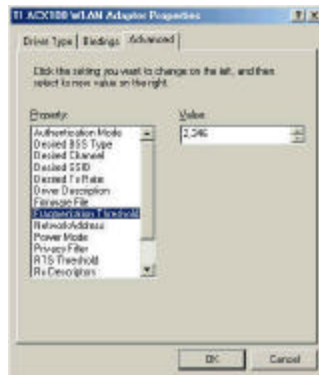 TI ACX100 WLAN Adapter Properties
Driver Type
Bindings
Advanced
Click the setting you want to change on the left, and then
select to new value on the right.
Property:
Value:
Authentication Mode
Desired BSS Type
Desired Channel
Desired SSID
Desired Tx Rate
Driver Description
Firmware File
Fragmentation Threshold
NetworkAddress
Power Mode
Privacy Filter
RTS Threshold
Rx Descriptors
2,346
OK
Cancel